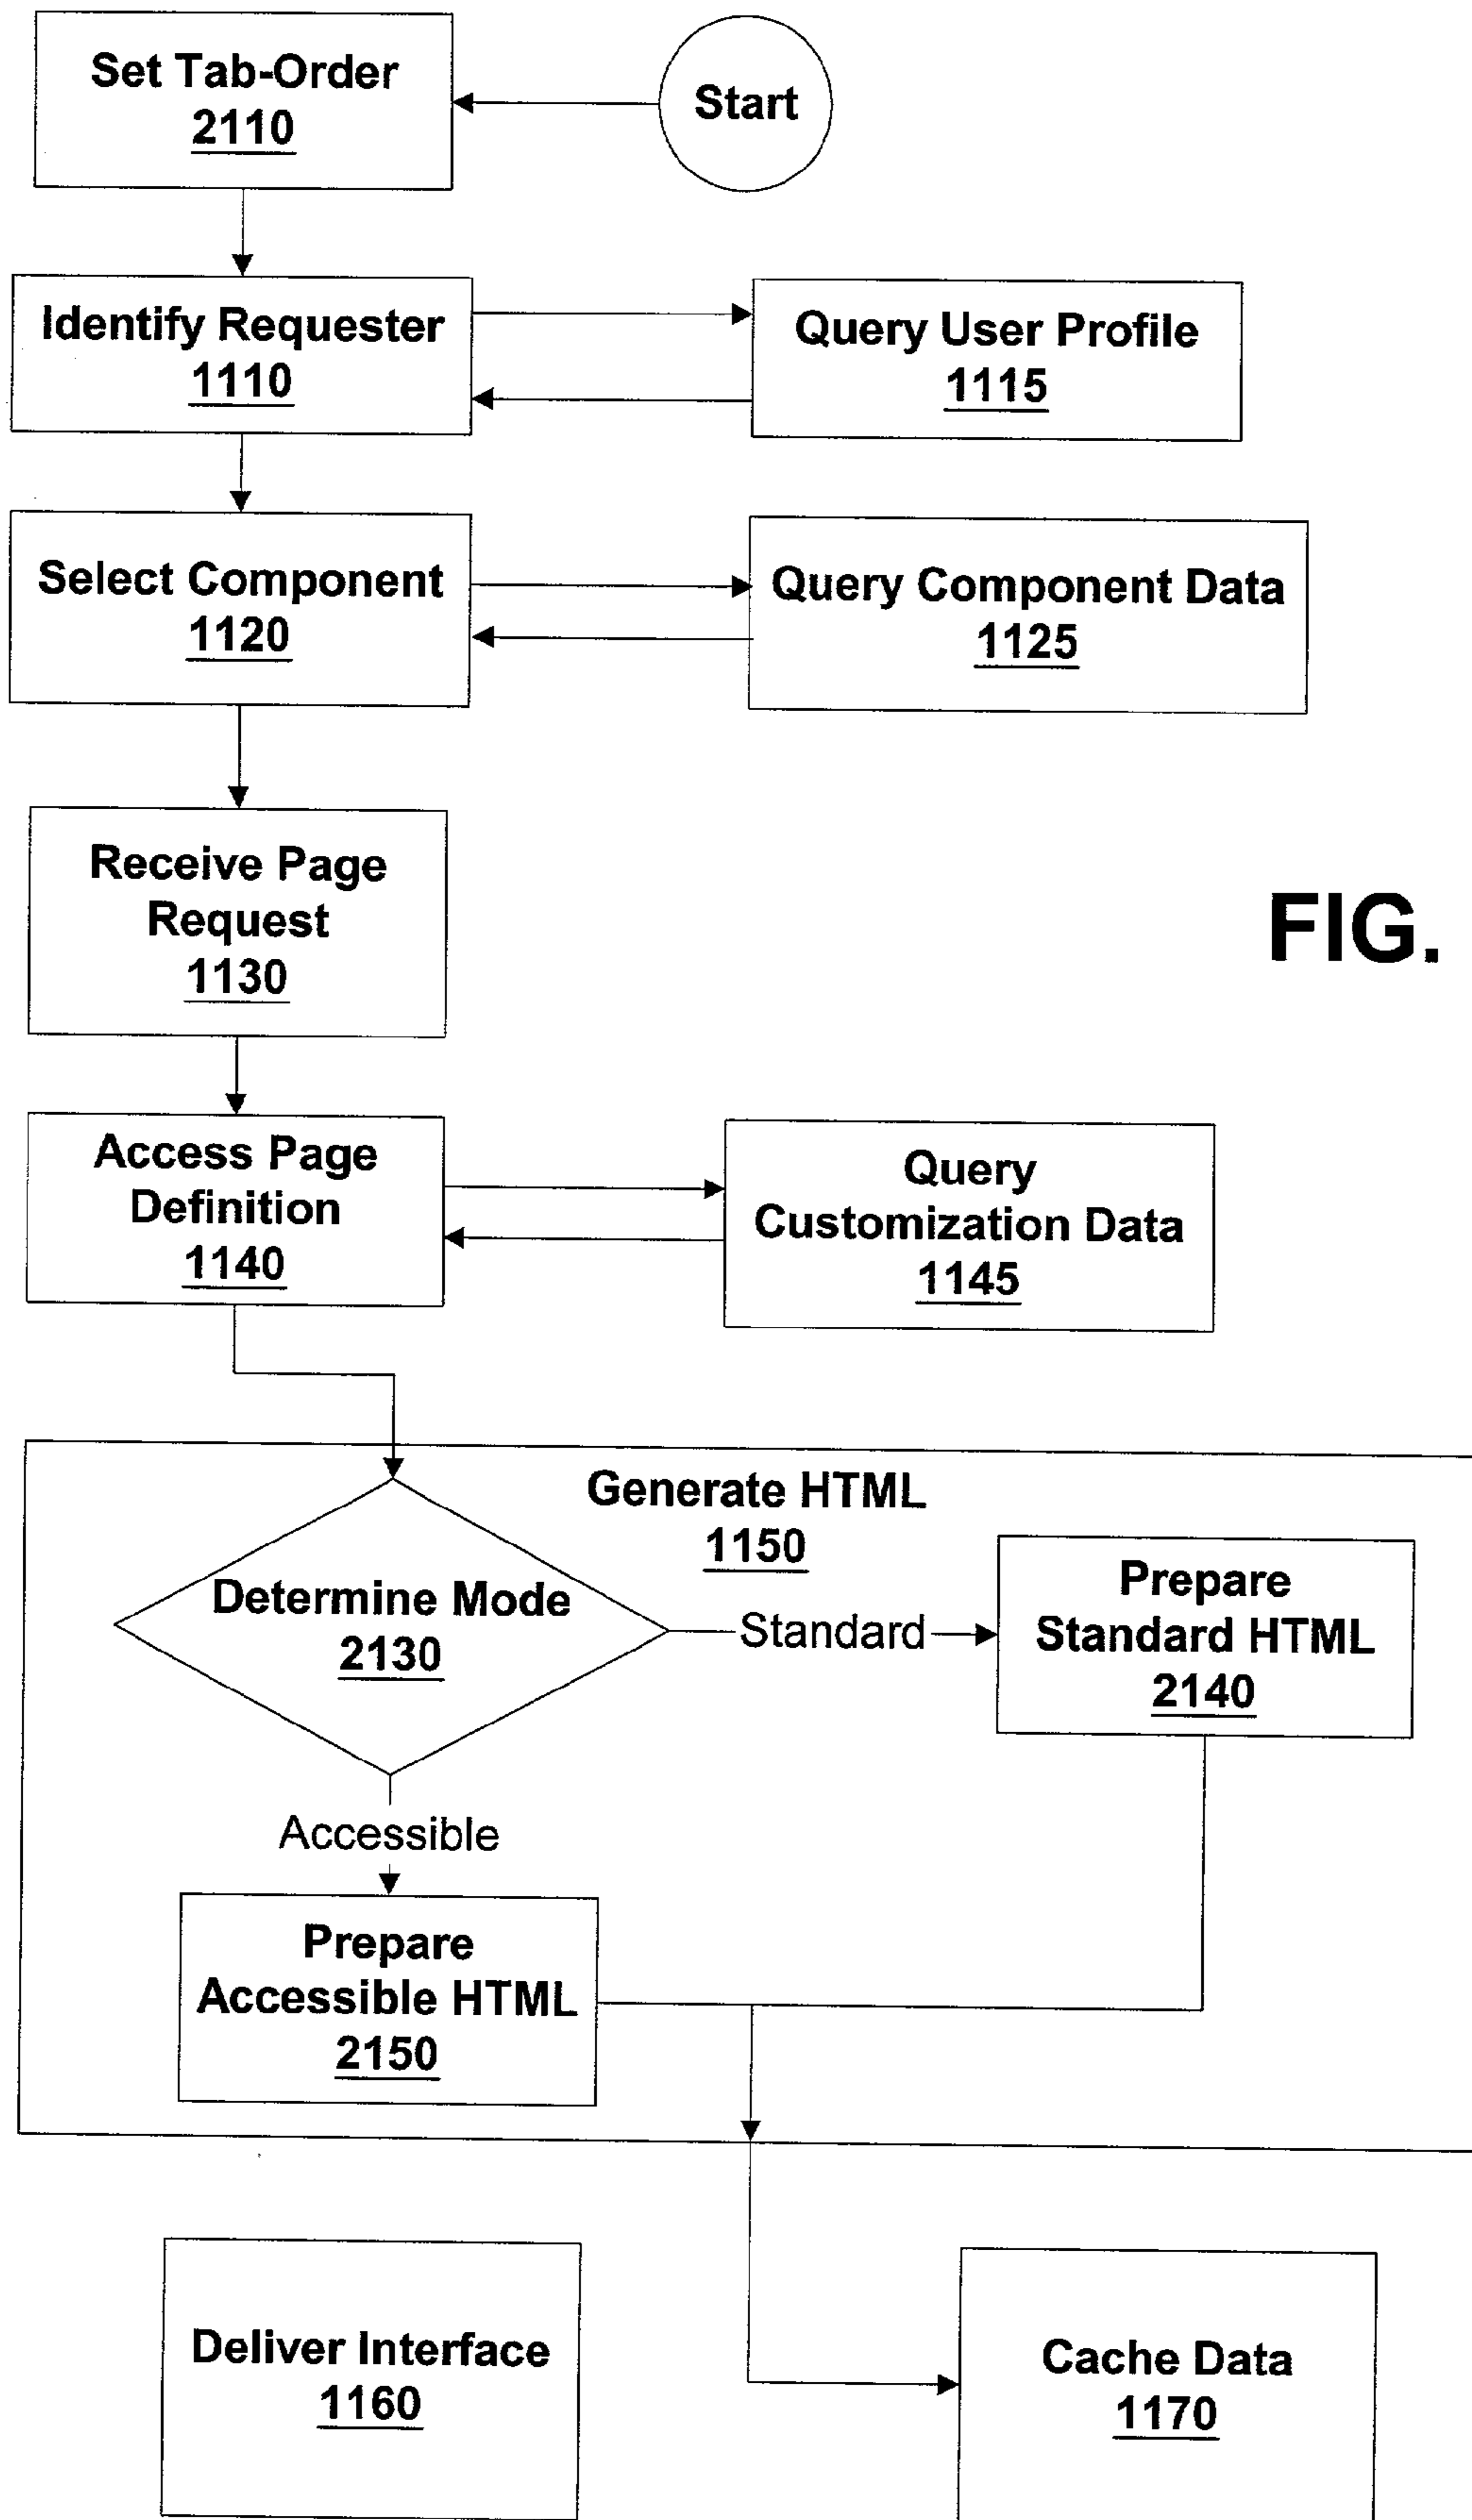 Set Tab-Order
2110
Start
Identify Requester
1110
Query User Profile
1115
Select Component
1120
Query Component Data
1125
Receive Page
Request
1130
FIG.
Access Page
Definition
1140
Query
Customization Data
1145
Generate HTML
1150
Determine Mode
2130
Standard
Prepare
Standard HTML
2140
Accessible
Prepare
Accessible HTML
2150
Deliver Interface
1160
Cache Data
1170